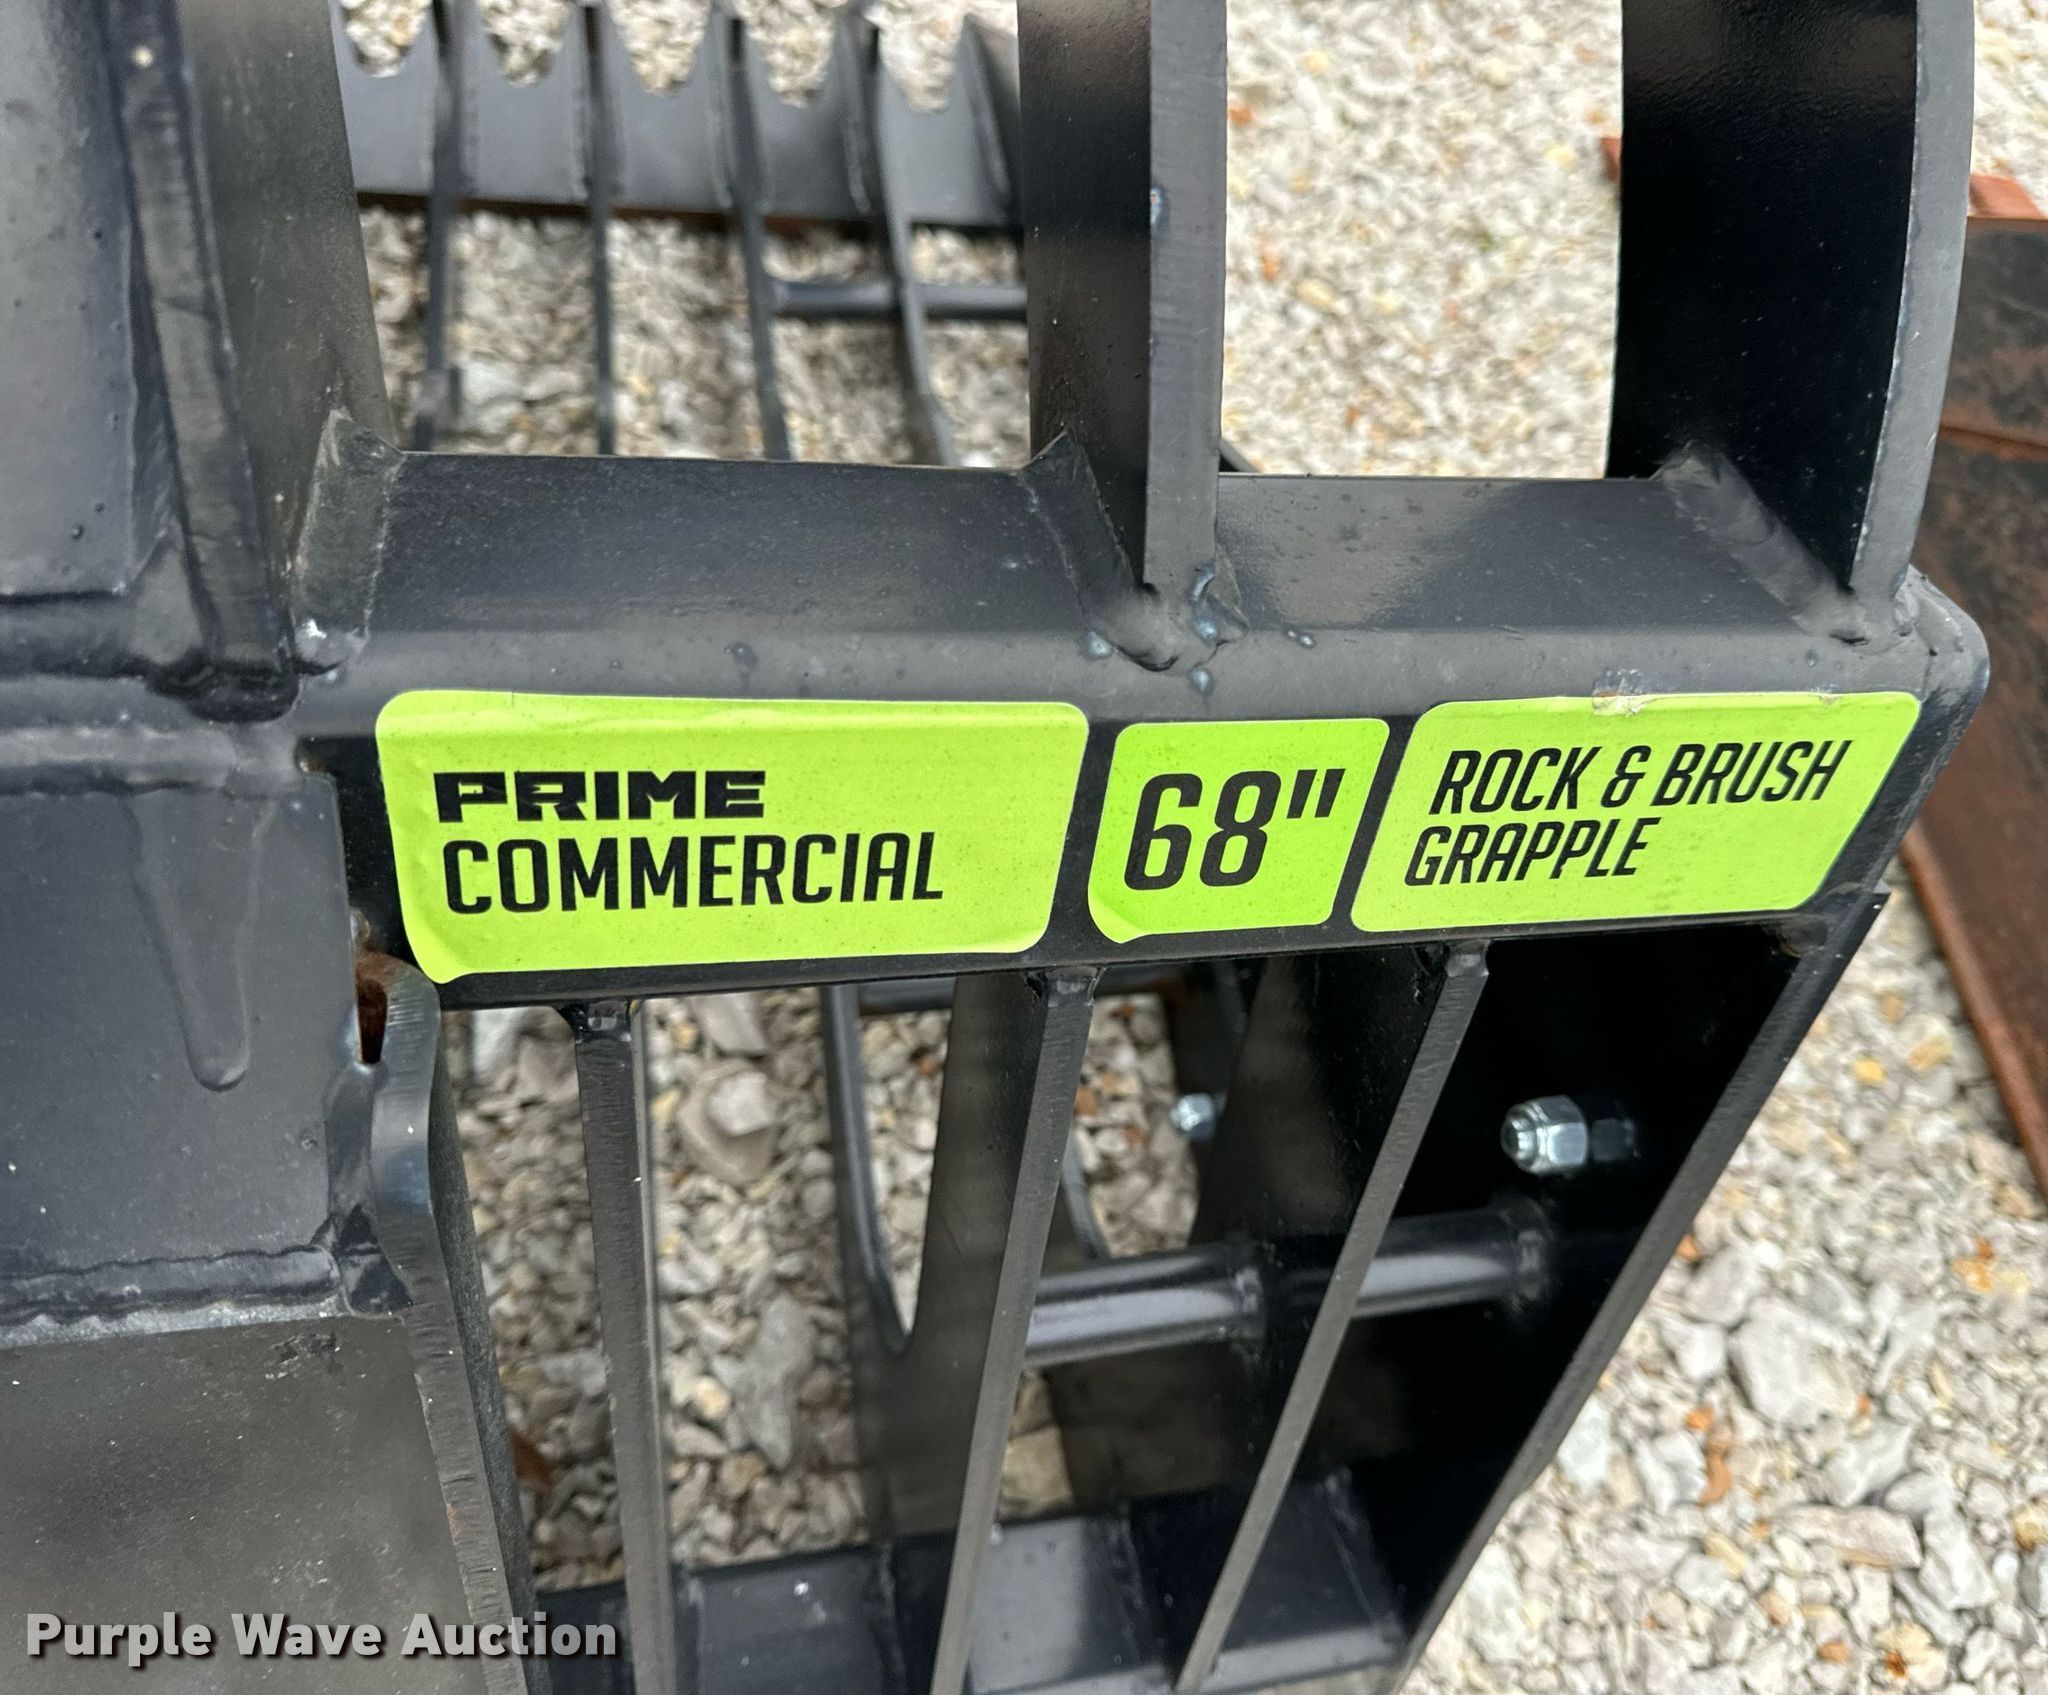 PRIME
COMMERCIAL
68"
ROCK & BRUSH
GRAPPLE
Purple Wave Auction